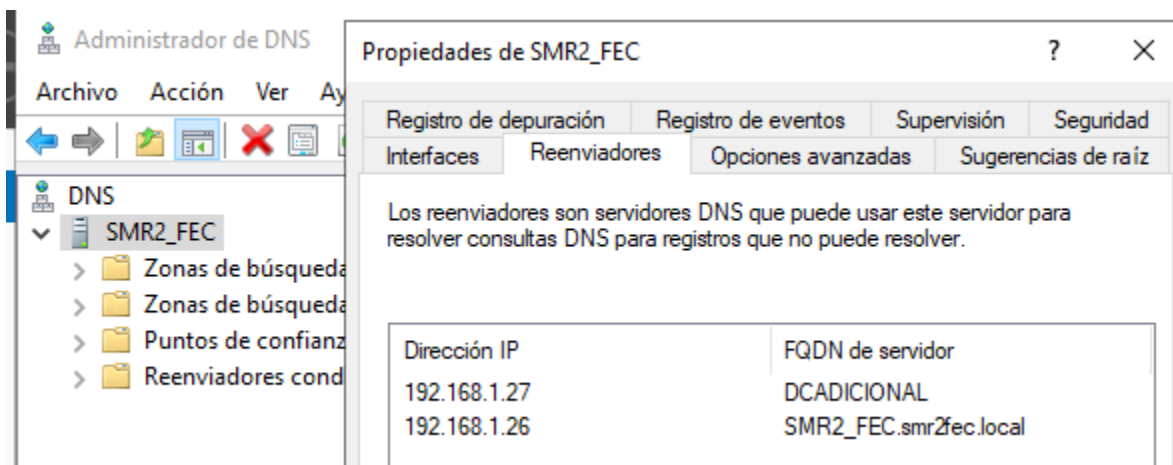 Administrador de DNS
Archivo Acción Ver Ay
DNS
SMR2_FEC
Zonas de búsqueda
Zonas de búsqueda
Puntos de confianz
Reenviadores cond
Propiedades de SMR2_FEC ?
Registro de depuración Registro de eventos Supervisión Seguridad
Interfaces Reenviadores Opciones avanzadas Sugerencias de raíz
Los reenviadores son servidores DNS que puede usar este servidor para
resolver consultas DNS para registros que no puede resolver.
Dirección IP FQDN de servidor
192.168.1.27 DCADICIONAL
192.168.1.26 SMR2_FEC.smr2fec.local